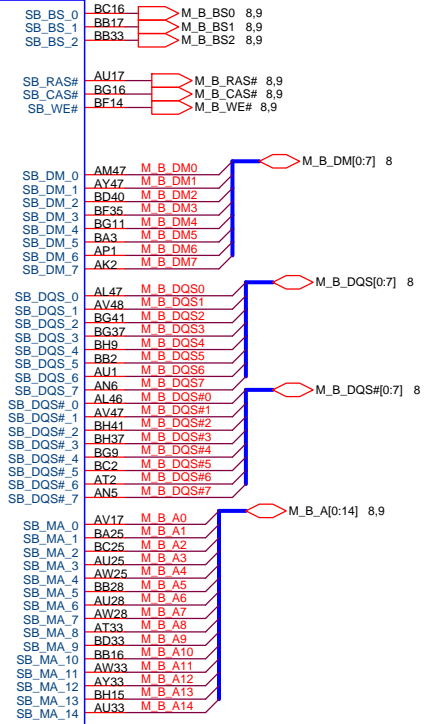 SB_BS_0 BC16 M_B_BS0 8,9
SB_BS_1 BB17 M_B_BS1 8,9
SB_BS_2 BB33 M_B_BS2 8,9
SB_RAS# AU17 M_B_RAS# 8,9
SB_CAS# BG16 M_B_CAS# 8,9
SB_WE# BF14 M_B_WE# 8,9
M_B_DM[0:7] 8
SB_DM_0 AM47 M_B_DM0
SB_DM_1 AY47 M_B_DM1
SB_DM_2 BD40 M_B_DM2
SB_DM_3 BF35 M_B_DM3
SB_DM_4 BG11 M_B_DM4
SB_DM_5 BA3 M_B_DM5
SB_DM_6 AP1 M_B_DM6
SB_DM_7 AK2 M_B_DM7
M_B_DQS[0:7] 8
SB_DQS_0 AL47 M_B_DQS0
SB_DQS_1 AV48 M_B_DQS1
SB_DQS_2 BG41 M_B_DQS2
SB_DQS_3 BG37 M_B_DQS3
SB_DQS_4 BH9 M_B_DQS4
SB_DQS_5 BB2 M_B_DQS5
SB_DQS_6 AU1 M_B_DQS6
SB_DQS_7 AN6 M_B_DQS7
M_B_DQS#[0:7] 8
SB_DQS#_0 AL46 M_B_DQS#0
SB_DQS#_1 AV47 M_B_DQS#1
SB_DQS#_2 BH41 M_B_DQS#2
SB_DQS#_3 BH37 M_B_DQS#3
SB_DQS#_4 BG9 M_B_DQS#4
SB_DQS#_5 BC2 M_B_DQS#5
SB_DQS#_6 AT2 M_B_DQS#6
SB_DQS#_7 AN5 M_B_DQS#7
M_B_A[0:14] 8,9
SB_MA_0 AV17 M_B_A0
SB_MA_1 BA25 M_B_A1
SB_MA_2 BC25 M_B_A2
SB_MA_3 AU25 M_B_A3
SB_MA_4 AW25 M_B_A4
SB_MA_5 BB28 M_B_A5
SB_MA_6 AU28 M_B_A6
SB_MA_7 AW28 M_B_A7
SB_MA_8 AT33 M_B_A8
SB_MA_9 BD33 M_B_A9
SB_MA_10 BB16 M_B_A10
SB_MA_11 AW33 M_B_A11
SB_MA_12 AY33 M_B_A12
SB_MA_13 BH15 M_B_A13
SB_MA_14 AU33 M_B_A14